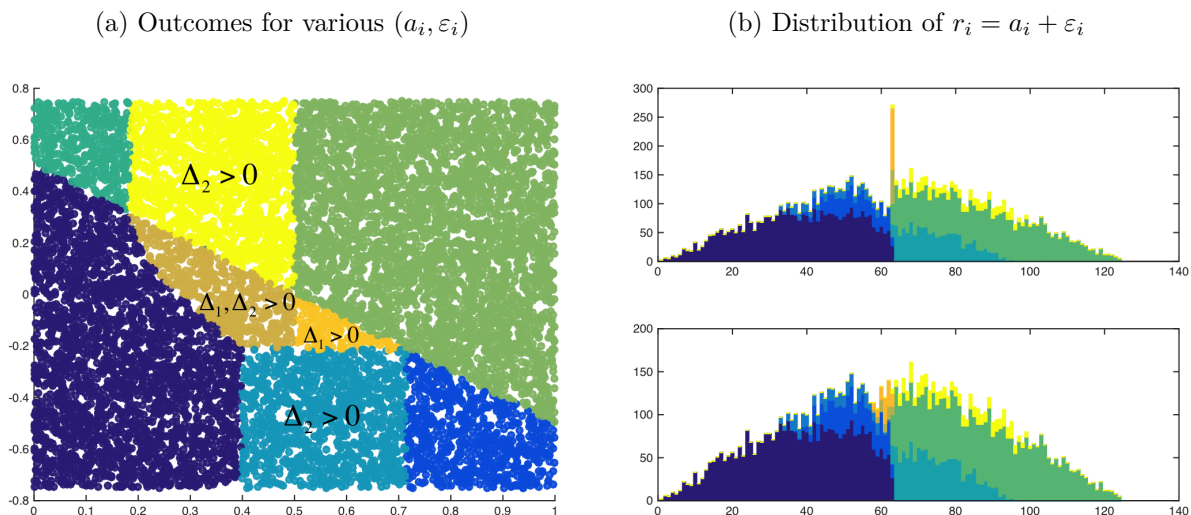 (a) Outcomes for various (aᵢ, εᵢ)
(b) Distribution of rᵢ = aᵢ + εᵢ
0.8
0.6
0.4
0.2
0
-0.2
-0.4
-0.6
-0.8
0 0.1 0.2 0.3 0.4 0.5 0.6 0.7 0.8 0.9 1
Δ₂ > 0
Δ₁, Δ₂ > 0
Δ₁ > 0
Δ₂ > 0
300
250
200
150
100
50
0
0 20 40 60 80 100 120 140
200
150
100
50
0
0 20 40 60 80 100 120 140